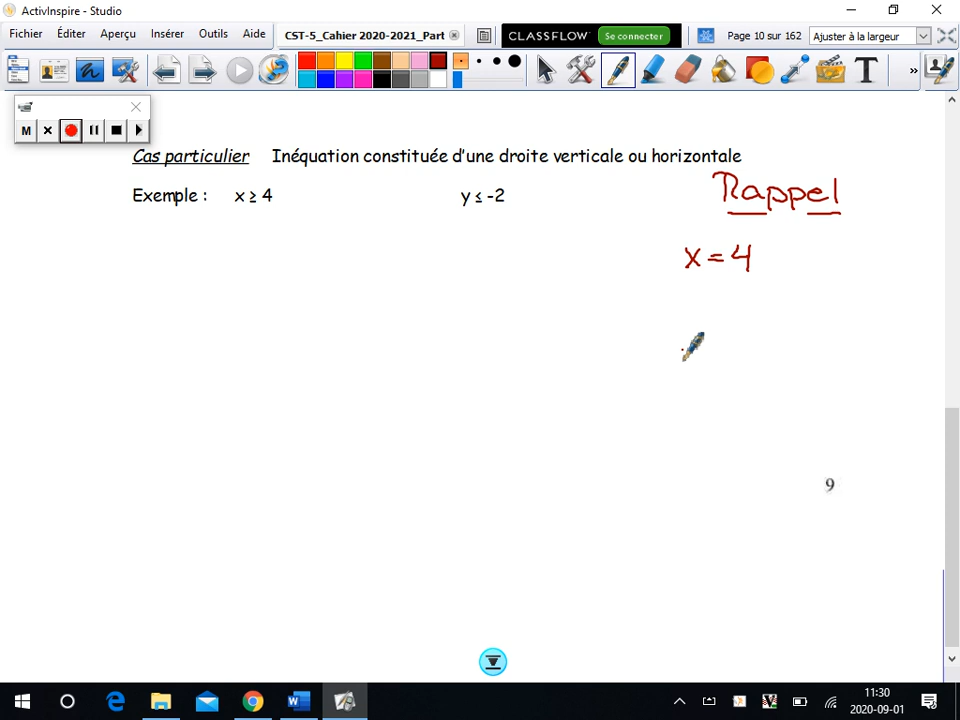 ActivInspire - Studio
Fichier Éditer Aperçu Insérer Outils Aide CST-5_Cahier 2020-2021_Part CLASSFLOW Se connecter Page 10 sur 162 Ajuster à la largeur
T »
M
Cas particulier Inéquation constituée d'une droite verticale ou horizontale
Exemple : x ≥ 4 y ≤ -2
Rappel
x = 4
9
11:30
2020-09-01